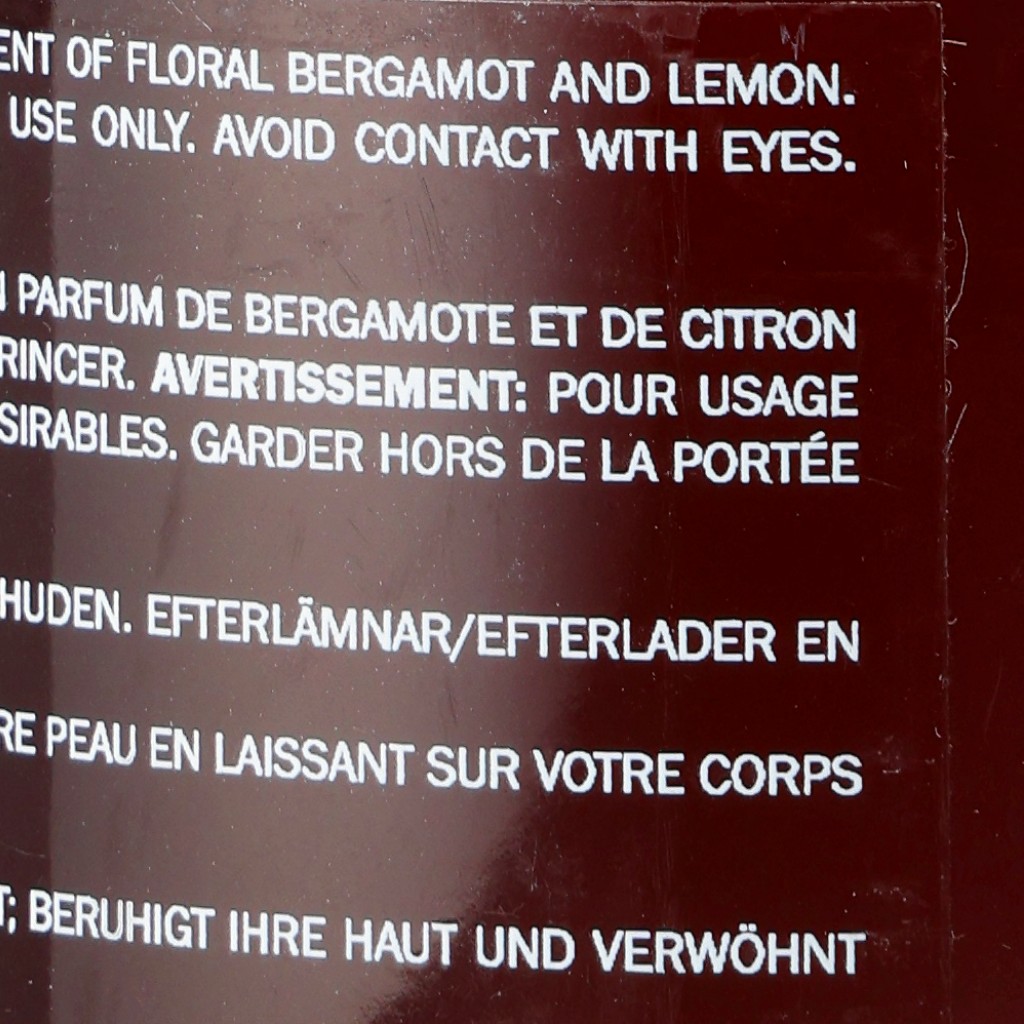 ENT OF FLORAL BERGAMOT AND LEMON.
USE ONLY. AVOID CONTACT WITH EYES.
PARFUM DE BERGAMOTE ET DE CITRON
RINCER. AVERTISSEMENT: POUR USAGE
SIRABLES. GARDER HORS DE LA PORTÉE
HUDEN. EFTERLÄMNAR/EFTERLADER EN
RE PEAU EN LAISSANT SUR VOTRE CORPS
T; BERUHIGT IHRE HAUT UND VERWÖHNT